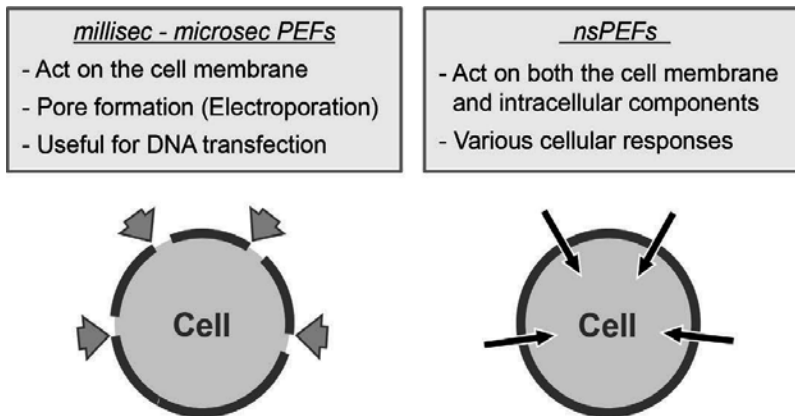 millisec - microsec PEFs
- Act on the cell membrane
- Pore formation (Electroporation)
- Useful for DNA transfection
nsPEFs
- Act on both the cell membrane
and intracellular components
- Various cellular responses
Cell
Cell